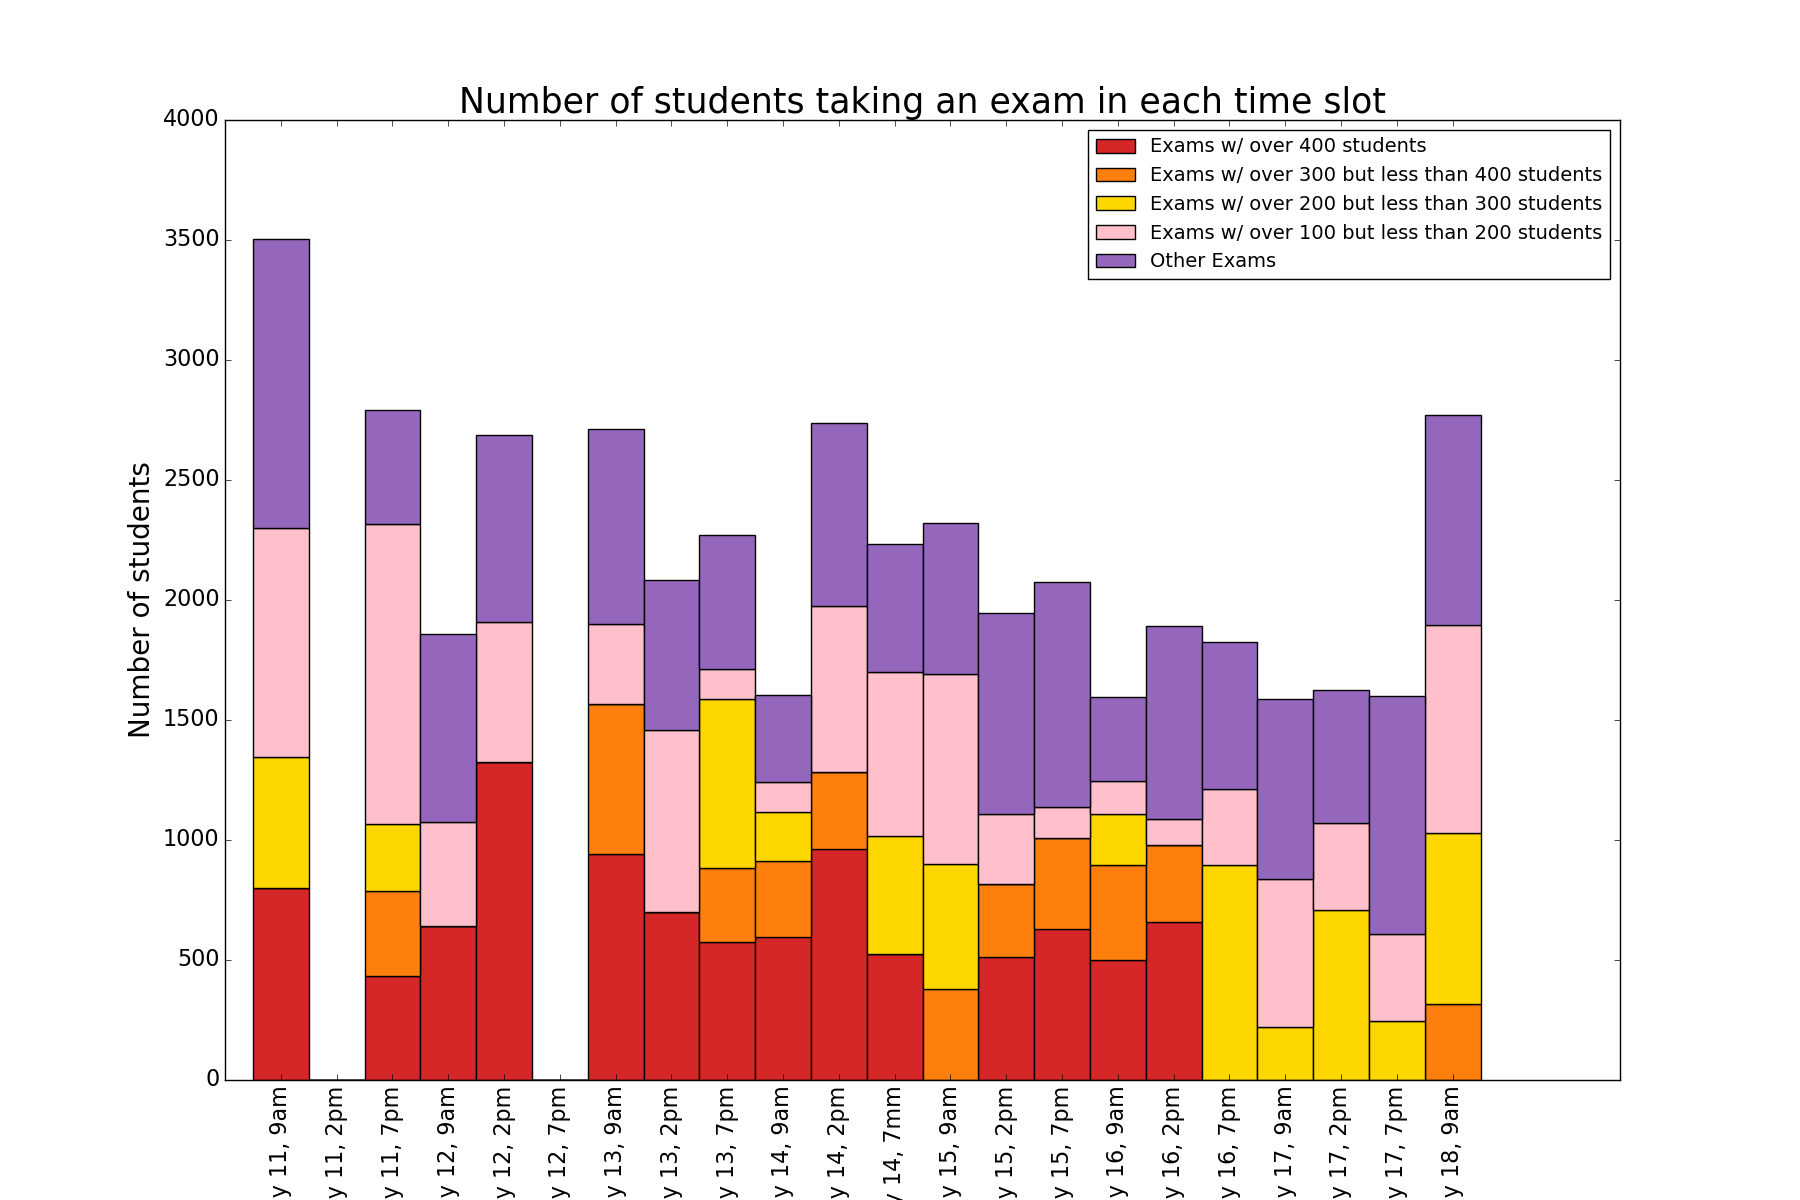 Number of students taking an exam in each time slot
Exams w/ over 400 students
Exams w/ over 300 but less than 400 students
Exams w/ over 200 but less than 300 students
Exams w/ over 100 but less than 200 students
Other Exams
Number of students
4000
3500
3000
2500
2000
1500
1000
500
0
y 11, 9am
y 11, 2pm
y 11, 7pm
y 12, 9am
y 12, 2pm
y 12, 7pm
y 13, 9am
y 13, 2pm
y 13, 7pm
y 14, 9am
y 14, 2pm
y 14, 7mm
y 15, 9am
y 15, 2pm
y 15, 7pm
y 16, 9am
y 16, 2pm
y 16, 7pm
y 17, 9am
y 17, 2pm
y 17, 7pm
y 18, 9am